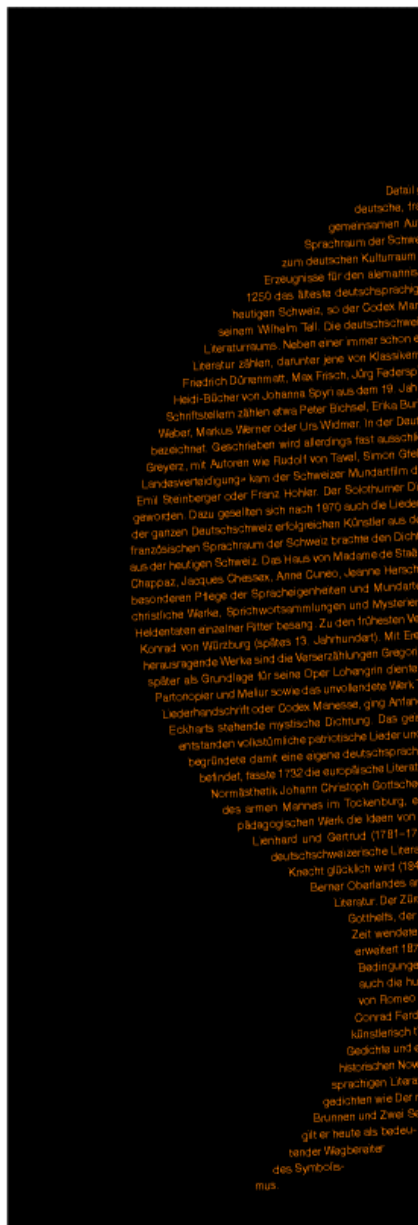 Detail
deutsche, fr
gemeinsamen Au
Sprachraum der Schwe
zum deutschen Kulturraum
Erzeugnisse für den alemannis
1250 das älteste deutschsprachig
heutigen Schweiz, so der Codex Man
seinem Wilhelm Tell. Die deutschschwei
Literaturraums. Neben einer immer schon e
Literatur zählen, darunter jene von Klassikern
Friedrich Dürrenmatt, Max Frisch, Jürg Federsp
Heidi-Bücher von Johanna Spyri aus dem 19. Jah
Schriftstellern zählen etwa Peter Bichsel, Erika Bur
Weber, Markus Werner oder Urs Widmer. In der Deut
bezeichnet. Geschrieben wird allerdings fast ausschl
Greyerz, mit Autoren wie Rudolf von Tavel, Simon Gfel
Landesverteidigung» kam der Schweizer Mundartfilm d
Emil Steinberger oder Franz Hohler. Der Solothurner D
geworden. Dazu gesellten sich nach 1970 auch die Lieder
der ganzen Deutschschweiz erfolgreichen Künstler aus d
französischen Sprachraum der Schweiz brachte den Dich
aus der heutigen Schweiz. Das Haus von Madame de Staë
Chappaz, Jacques Chessex, Anne Cuneo, Jeanne Hersch
besonderen Pflege der Spracheigenheiten und Mundarte
christliche Werke, Sprichwortsammlungen und Mysterie
Heldentaten einzelner Ritter besang. Zu den frühesten Ve
Konrad von Würzburg (spätes 13. Jahrhundert). Mit Ere
herausragende Werke sind die Verserzählungen Gregori
später als Grundlage für seine Oper Lohengrin diente
Partonopier und Meliur sowie das unvollendete Werk
Liederhandschrift oder Codex Manesse, ging Anfan
Eckharts stehende mystische Dichtung. Das gei
entstanden volkstümliche patriotische Lieder un
begründete damit eine eigene deutschsprach
befindet, fasste 1732 die europäische Literat
Normästhetik Johann Christoph Gottsche
des armen Mannes im Tockenburg, e
pädagogischen Werk die Ideen von
Lienhard und Gertrud (1781–17
deutschschweizerische Litera
Knecht glücklich wird (184
Berner Oberlandes an
Literatur. Der Zür
Gotthelfs, der
Zeit wendete
erweitert 187
Bedingunge
auch die hu
von Romeo
Conrad Ferd
künstlerisch t
Gedichte und e
historischen Nov
sprachigen Litera
gedichten wie Der r
Brunnen und Zwei Se
gilt er heute als bedeu-
tender Wegbereiter
des Symbolis-
mus.